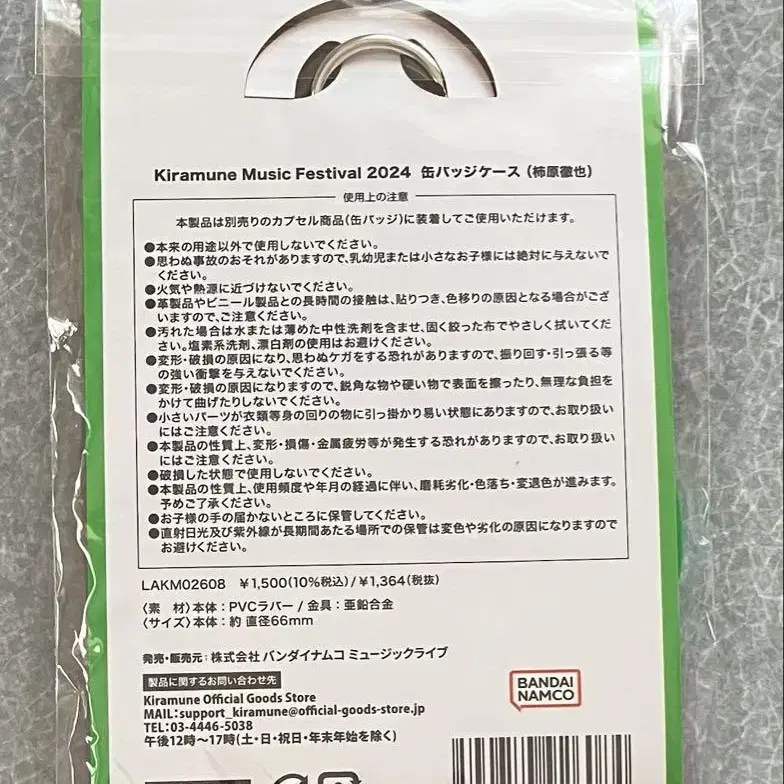 Kiramune Music Festival 2024 缶バッジケース（柿原徹也）
使用上の注意
本製品は別売りのカプセル商品(缶バッジ)に装着してご使用いただけます。
●本来の用途以外で使用しないでください。
●思わぬ事故のおそれがありますので、乳幼児または小さなお子様には絶対に与えないで
ください。
●火気や熱源に近づけないでください。
●革製品やビニール製品との長時間の接触は、貼りつき、色移りの原因となる場合がござ
いますので、ご注意ください。
●汚れた場合は水または薄めた中性洗剤を含ませ、固く絞った布でやさしく拭いてくだ
さい。塩素系洗剤、漂白剤の使用はお避けください。
●変形・破損の原因になり、思わぬケガをする恐れがありますので、振り回す・引っ張る等
の強い衝撃を与えないでください。
●変形・破損の原因になりますので、鋭角な物や硬い物で表面を擦ったり、無理な負担を
かけて曲げたりしないでください。
●小さいパーツが衣類等身の回りの物に引っ掛かり易い状態にありますので、お取り扱い
にはご注意ください。
●本製品の性質上、変形・損傷・金属疲労等が発生する恐れがありますので、お取り扱い
にはご注意ください。
●破損した状態で使用しないでください。
●本製品の性質上、使用頻度や年月の経過に伴い、磨耗劣化・色落ち・変退色が進みます。
予めご了承ください。
●お子様の手の届かないところに保管してください。
●直射日光及び紫外線が長期間あたる場所での保管は変色や劣化の原因になりますので
お避けください。
LAKM02608 ￥1,500(10%税込)/￥1,364(税抜)
〈素 材〉本体：PVCラバー / 金具：亜鉛合金
〈サイズ〉本体：約 直径66mm
発売・販売元：株式会社 バンダイナムコ ミュージックライブ
製品に関するお問い合わせ先
BANDAI
NAMCO
Kiramune Official Goods Store
MAIL：support_kiramune@official-goods-store.jp
TEL：03-4446-5038
午後12時～17時(土・日・祝日・年末年始を除く)